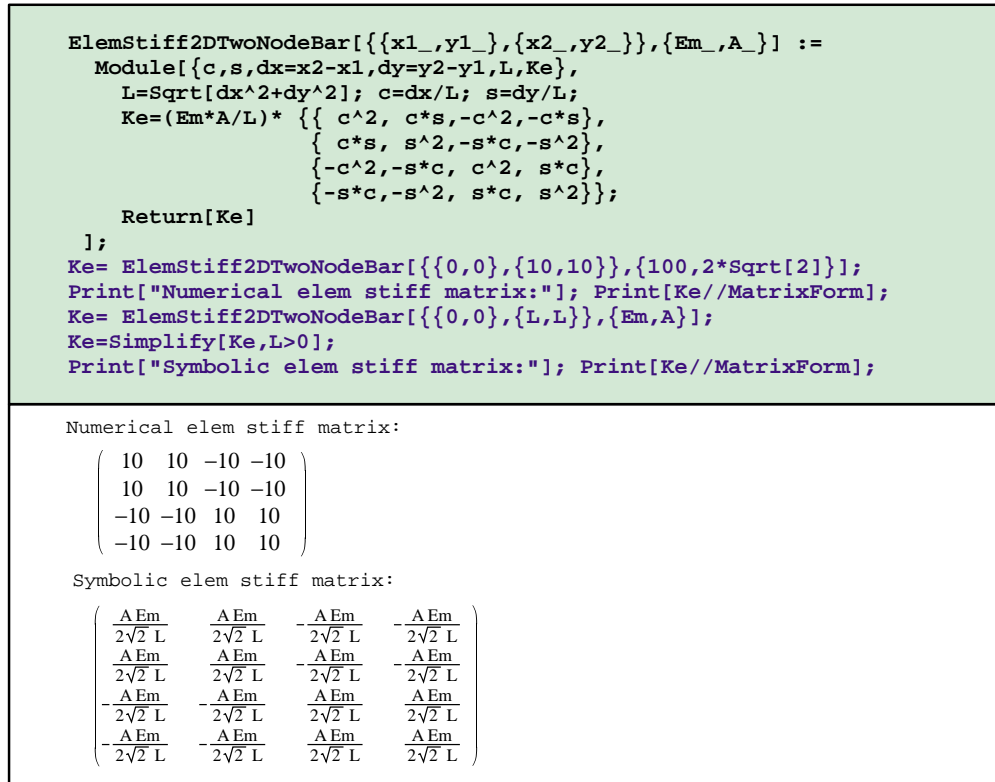 ElemStiff2DTwoNodeBar[{{x1_,y1_},{x2_,y2_}},{Em_,A_}] :=
Module[{c,s,dx=x2-x1,dy=y2-y1,L,Ke},
L=Sqrt[dx^2+dy^2]; c=dx/L; s=dy/L;
Ke=(Em*A/L)* {{ c^2, c*s,-c^2,-c*s},
{ c*s, s^2,-s*c,-s^2},
{-c^2,-s*c, c^2, s*c},
{-s*c,-s^2, s*c, s^2}};
Return[Ke]
];
Ke= ElemStiff2DTwoNodeBar[{{0,0},{10,10}},{100,2*Sqrt[2]}];
Print["Numerical elem stiff matrix:"]; Print[Ke//MatrixForm];
Ke= ElemStiff2DTwoNodeBar[{{0,0},{L,L}},{Em,A}];
Ke=Simplify[Ke,L>0];
Print["Symbolic elem stiff matrix:"]; Print[Ke//MatrixForm];
Numerical elem stiff matrix:
10 10 −10 −10
10 10 −10 −10
−10 −10 10 10
−10 −10 10 10
Symbolic elem stiff matrix:
A Em/2√2 L A Em/2√2 L -A Em/2√2 L -A Em/2√2 L
A Em/2√2 L A Em/2√2 L -A Em/2√2 L -A Em/2√2 L
-A Em/2√2 L -A Em/2√2 L A Em/2√2 L A Em/2√2 L
-A Em/2√2 L -A Em/2√2 L A Em/2√2 L A Em/2√2 L